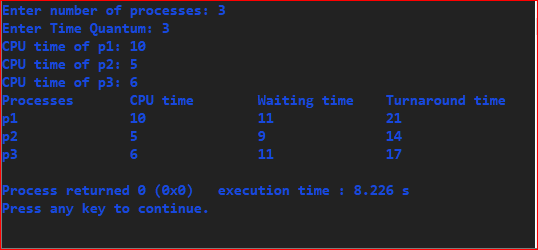 Enter number of processes: 3
Enter Time Quantum: 3
CPU time of p1: 10
CPU time of p2: 5
CPU time of p3: 6
Processes CPU time Waiting time Turnaround time
p1 10 11 21
p2 5 9 14
p3 6 11 17
Process returned 0 (0x0) execution time : 8.226 s
Press any key to continue.